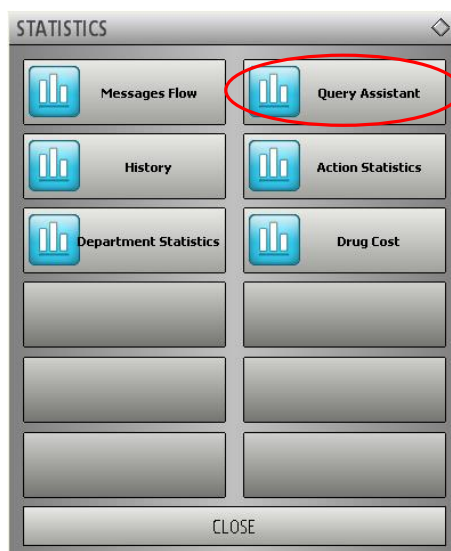 STATISTICS
Messages Flow
Query Assistant
History
Action Statistics
Department Statistics
Drug Cost
CLOSE